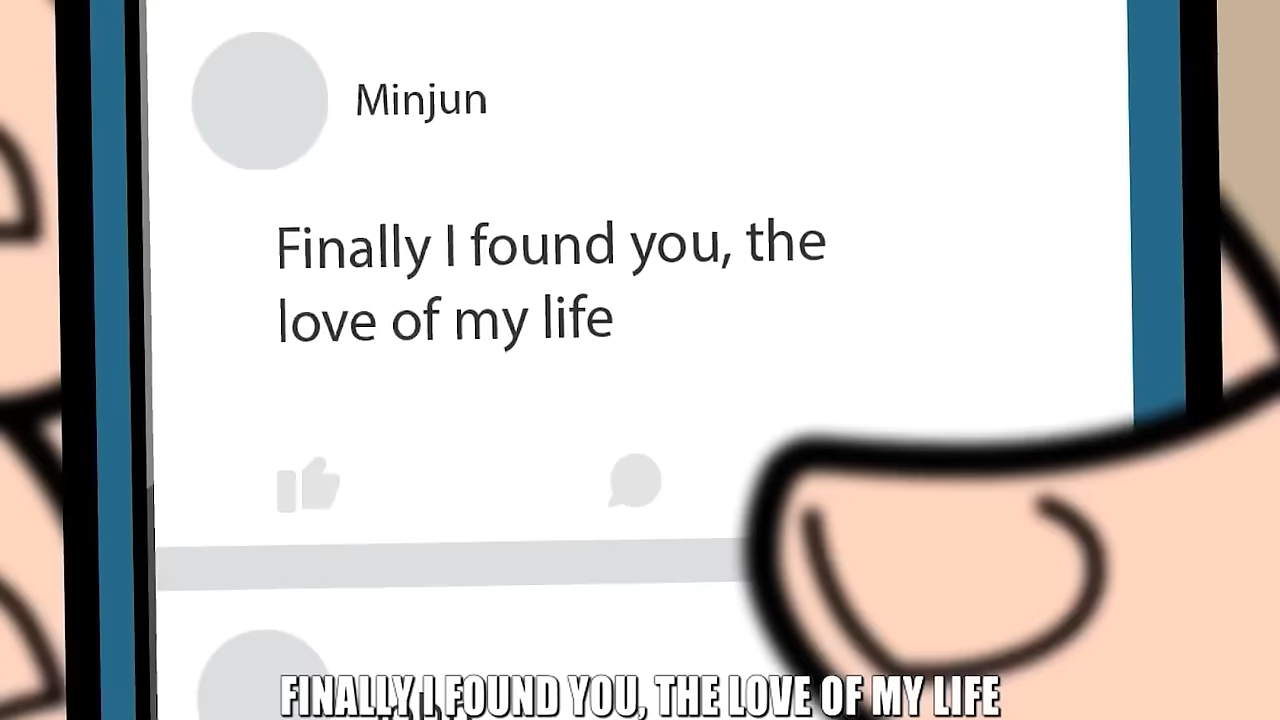 Minjun
Finally I found you, the
love of my life
FINALLY I FOUND YOU, THE LOVE OF MY LIFE